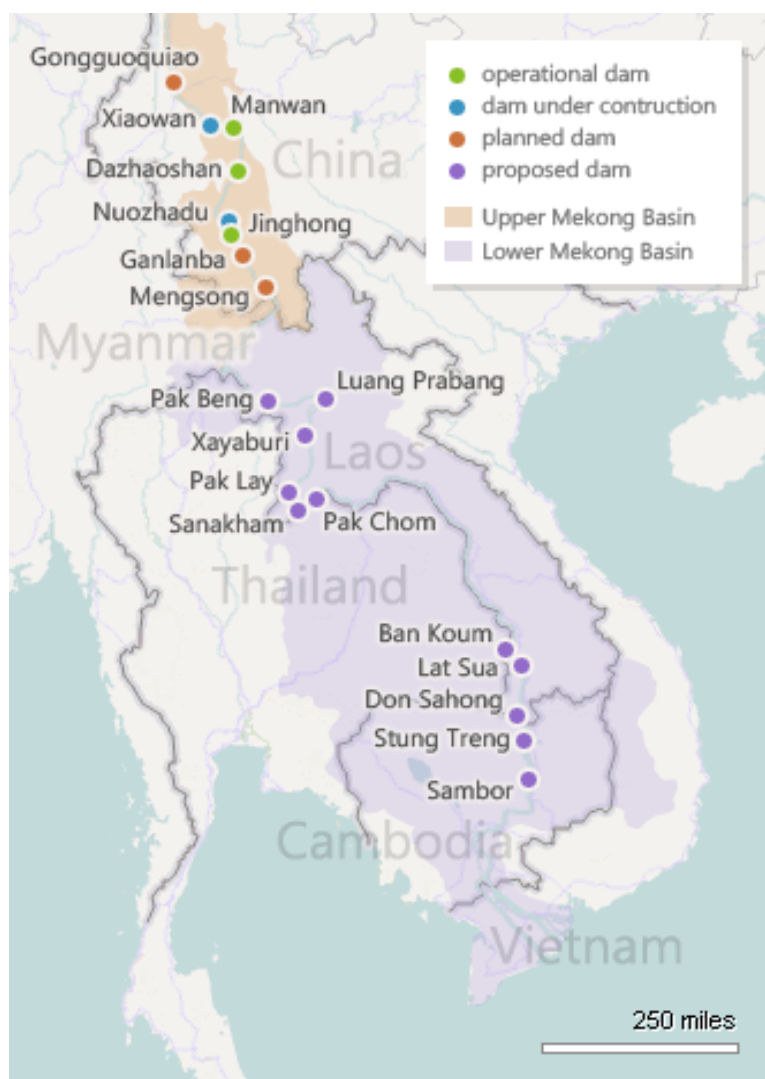 Gongguoquiao
Xiaowan
Manwan
China
Dazhaoshan
Nuozhadu
Jinghong
Ganlanba
Mengsong
operational dam
dam under contruction
planned dam
proposed dam
Upper Mekong Basin
Lower Mekong Basin
Myanmar
Luang Prabang
Pak Beng
Xayaburi
Laos
Pak Lay
Sanakham
Pak Chom
Thailand
Ban Koum
Lat Sua
Don Sahong
Stung Treng
Sambor
Cambodia
Vietnam
250 miles